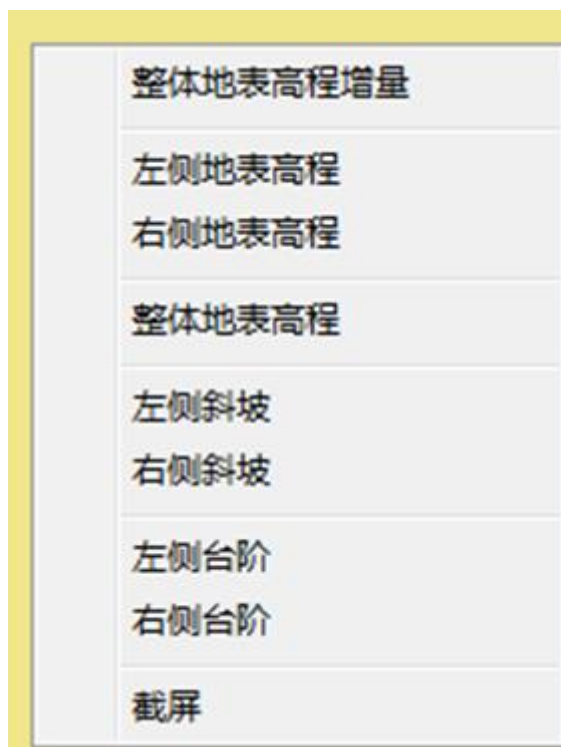 整体地表高程增量
左侧地表高程
右侧地表高程
整体地表高程
左侧斜坡
右侧斜坡
左侧台阶
右侧台阶
截屏